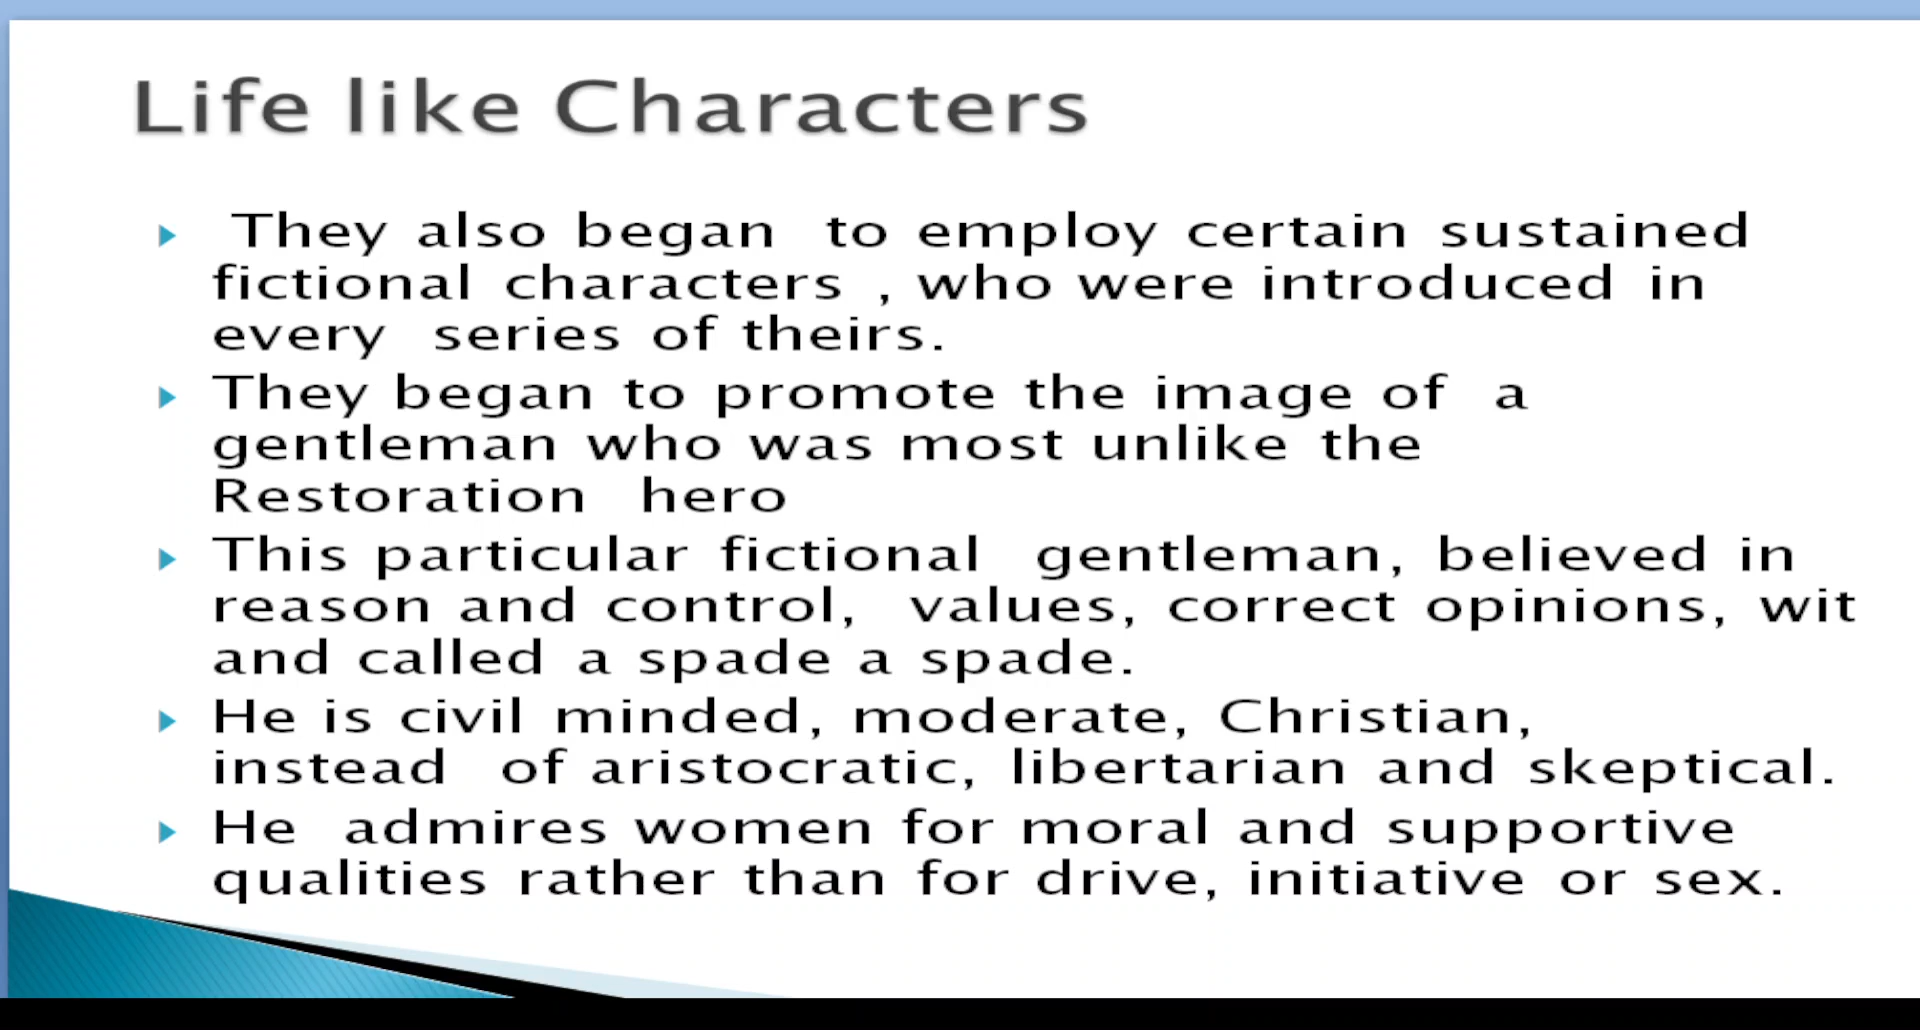 Life like Characters
They also began to employ certain sustained
fictional characters , who were introduced in
every series of theirs.
They began to promote the image of a
gentleman who was most unlike the
Restoration hero
This particular fictional gentleman, believed in
reason and control, values, correct opinions, wit
and called a spade a spade.
He is civil minded, moderate, Christian,
instead of aristocratic, libertarian and skeptical.
He admires women for moral and supportive
qualities rather than for drive, initiative or sex.